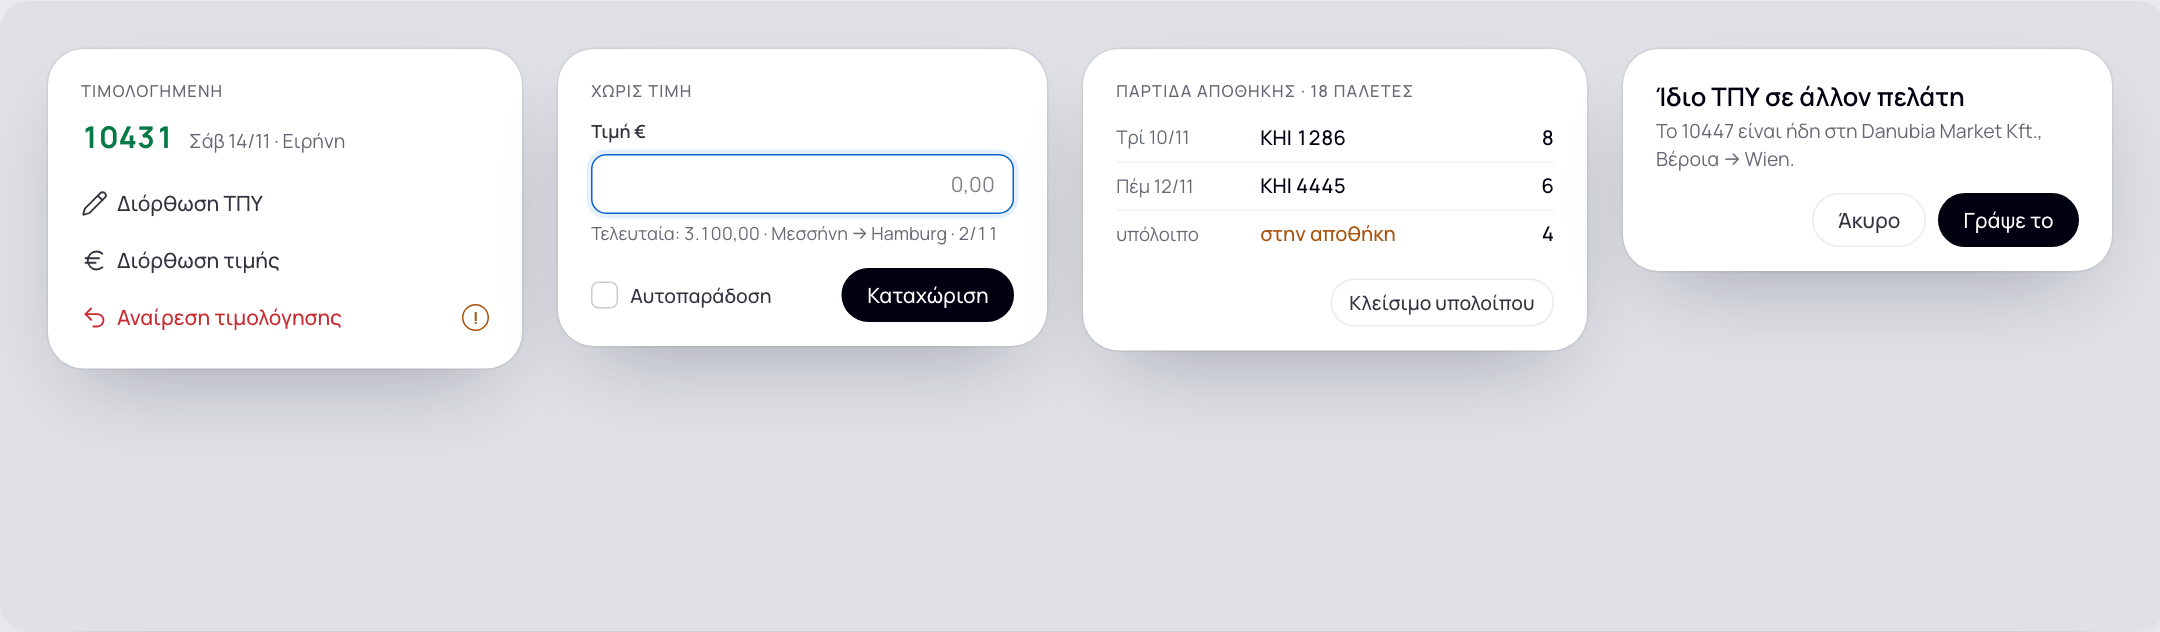 ΤΙΜΟΛΟΓΗΜΕΝΗ
10431 Σάβ 14/11 · Ειρήνη
Διόρθωση ΤΠΥ
€ Διόρθωση τιμής
Αναίρεση τιμολόγησης !
ΧΩΡΙΣ ΤΙΜΗ
Τιμή €
0,00
Τελευταία: 3.100,00 · Μεσσήνη → Hamburg · 2/11
Αυτοπαράδοση Καταχώριση
ΠΑΡΤΙΔΑ ΑΠΟΘΗΚΗΣ · 18 ΠΑΛΕΤΕΣ
Τρί 10/11 ΚΗΙ 1286 8
Πέμ 12/11 ΚΗΙ 4445 6
υπόλοιπο στην αποθήκη 4
Κλείσιμο υπολοίπου
Ίδιο ΤΠΥ σε άλλον πελάτη
Το 10447 είναι ήδη στη Danubia Market Kft.,
Βέροια → Wien.
Άκυρο Γράψε το